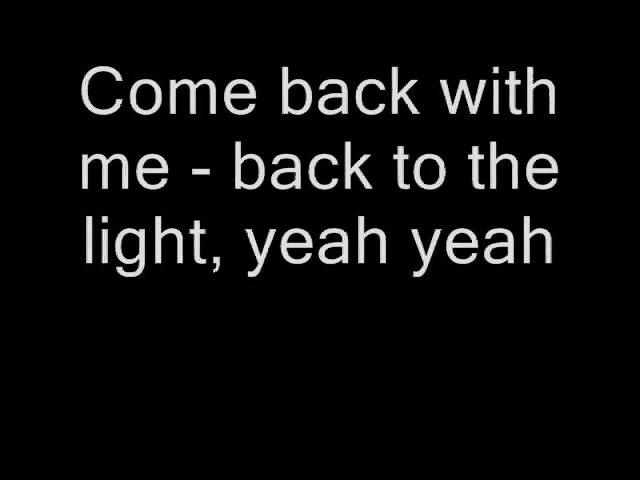 Come back with
me - back to the
light, yeah yeah